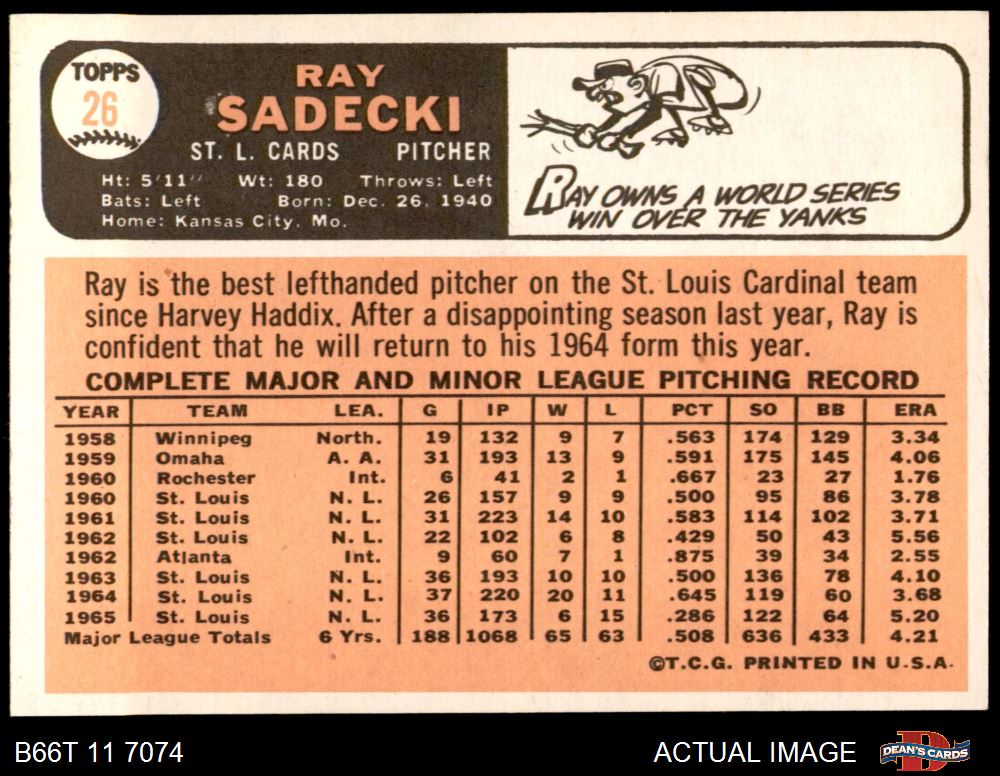 TOPPS
26
RAY
SADECKI
ST. L. CARDS PITCHER
Ht: 5'11" Wt: 180 Throws: Left
Bats: Left Born: Dec. 26, 1940
Home: Kansas City, Mo.
RAY OWNS A WORLD SERIES
WIN OVER THE YANKS
Ray is the best lefthanded pitcher on the St. Louis Cardinal team
since Harvey Haddix. After a disappointing season last year, Ray is
confident that he will return to his 1964 form this year.
COMPLETE MAJOR AND MINOR LEAGUE PITCHING RECORD
YEAR TEAM LEA. G IP W L PCT SO BB ERA
1958 Winnipeg North. 19 132 9 7 .563 174 129 3.34
1959 Omaha A. A. 31 193 13 9 .591 175 145 4.06
1960 Rochester Int. 6 41 2 1 .667 23 27 1.76
1960 St. Louis N. L. 26 157 9 9 .500 95 86 3.78
1961 St. Louis N. L. 31 223 14 10 .583 114 102 3.71
1962 St. Louis N. L. 22 102 6 8 .429 50 43 5.56
1962 Atlanta Int. 9 60 7 1 .875 39 34 2.55
1963 St. Louis N. L. 36 193 10 10 .500 136 78 4.10
1964 St. Louis N. L. 37 220 20 11 .645 119 60 3.68
1965 St. Louis N. L. 36 173 6 15 .286 122 64 5.20
Major League Totals 6 Yrs. 188 1068 65 63 .508 636 433 4.21
©T.C.G. PRINTED IN U.S.A.
B66T 11 7074 ACTUAL IMAGE
DEAN'S CARDS